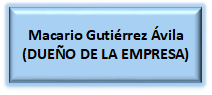 Macario Gutiérrez Ávila
(DUEÑO DE LA EMPRESA)